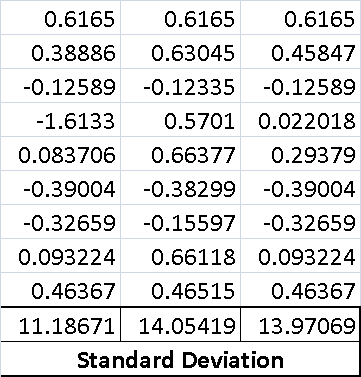 0.6165 0.6165 0.6165
0.38886 0.63045 0.45847
-0.12589 -0.12335 -0.12589
-1.6133 0.5701 0.022018
0.083706 0.66377 0.29379
-0.39004 -0.38299 -0.39004
-0.32659 -0.15597 -0.32659
0.093224 0.66118 0.093224
0.46367 0.46515 0.46367
11.18671 14.05419 13.97069
Standard Deviation